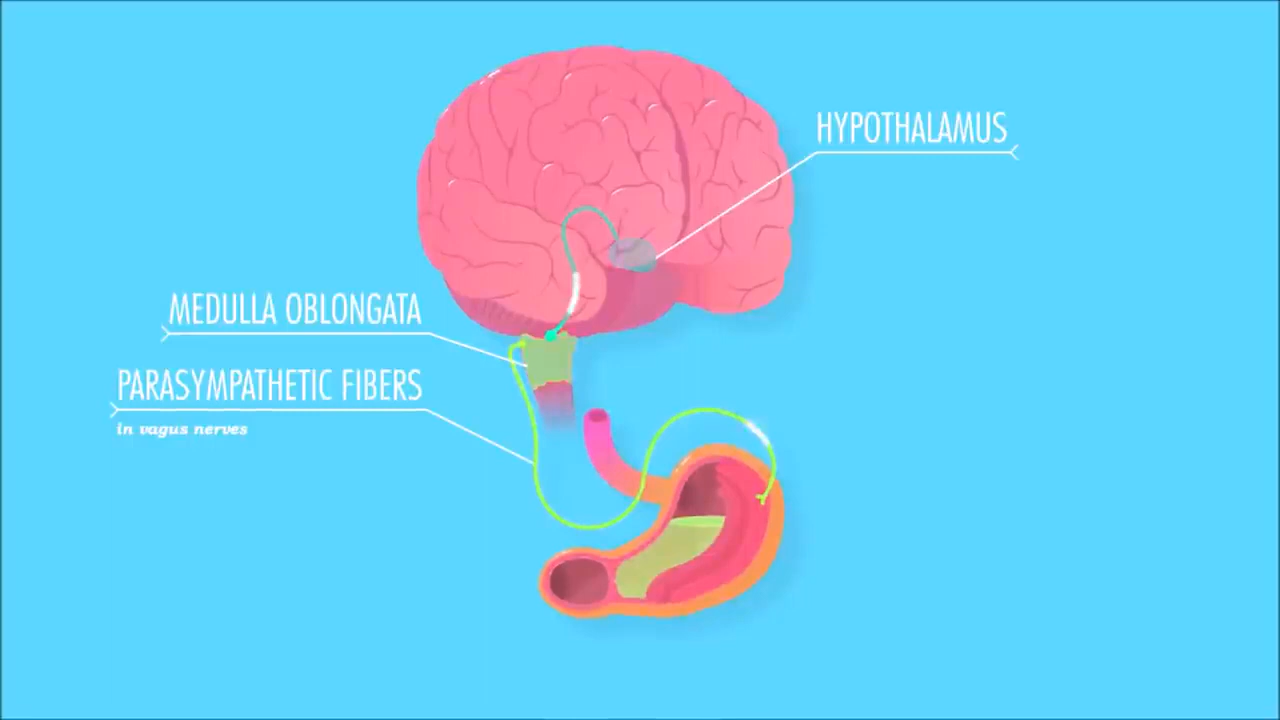 HYPOTHALAMUS
MEDULLA OBLONGATA
PARASYMPATHETIC FIBERS
in vagus nerves